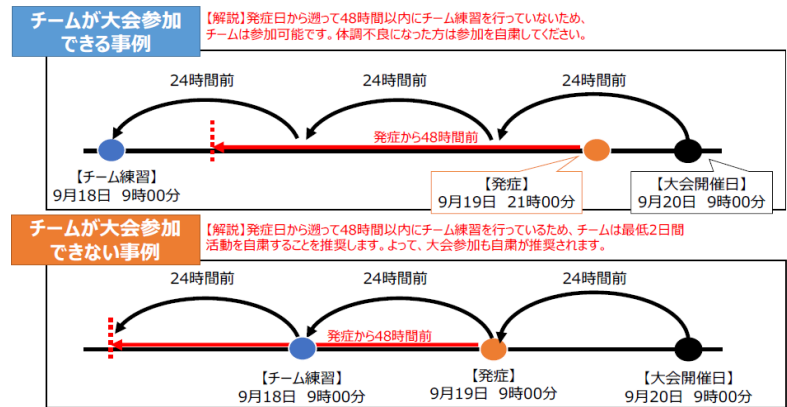 チームが大会参加
できる事例
【解説】発症日から遡って48時間以内にチーム練習を行っていないため、
チームは参加可能です。体調不良になった方は参加を自粛してください。
24時間前
24時間前
24時間前
発症から48時間前
【チーム練習】
9月18日 9時00分
【発症】
9月19日 21時00分
【大会開催日】
9月20日 9時00分
チームが大会参加
できない事例
【解説】発症日から遡って48時間以内にチーム練習を行っているため、チームは最低2日間
活動を自粛することを推奨します。よって、大会参加も自粛が推奨されます。
24時間前
24時間前
24時間前
発症から48時間前
【チーム練習】
9月18日 9時00分
【発症】
9月19日 9時00分
【大会開催日】
9月20日 9時00分